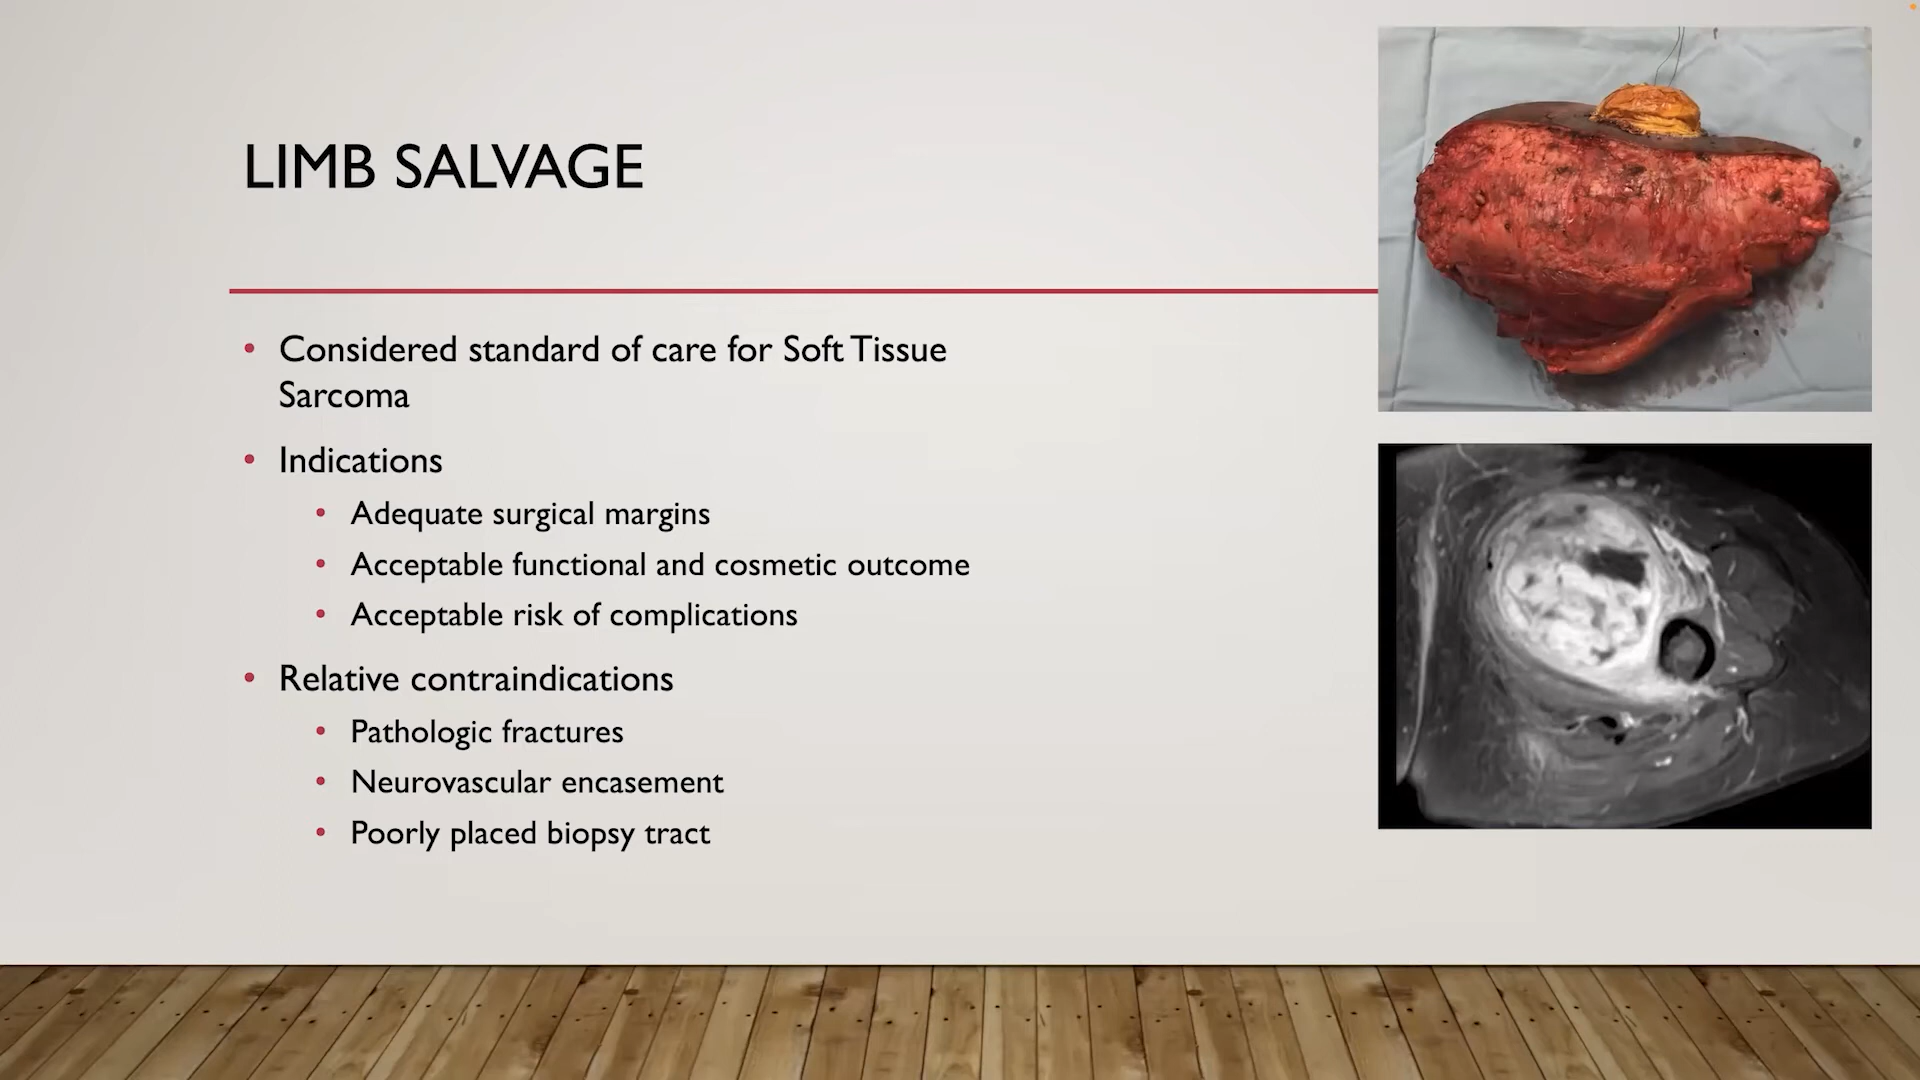 LIMB SALVAGE
• Considered standard of care for Soft Tissue
Sarcoma
• Indications
• Adequate surgical margins
• Acceptable functional and cosmetic outcome
• Acceptable risk of complications
• Relative contraindications
• Pathologic fractures
• Neurovascular encasement
• Poorly placed biopsy tract